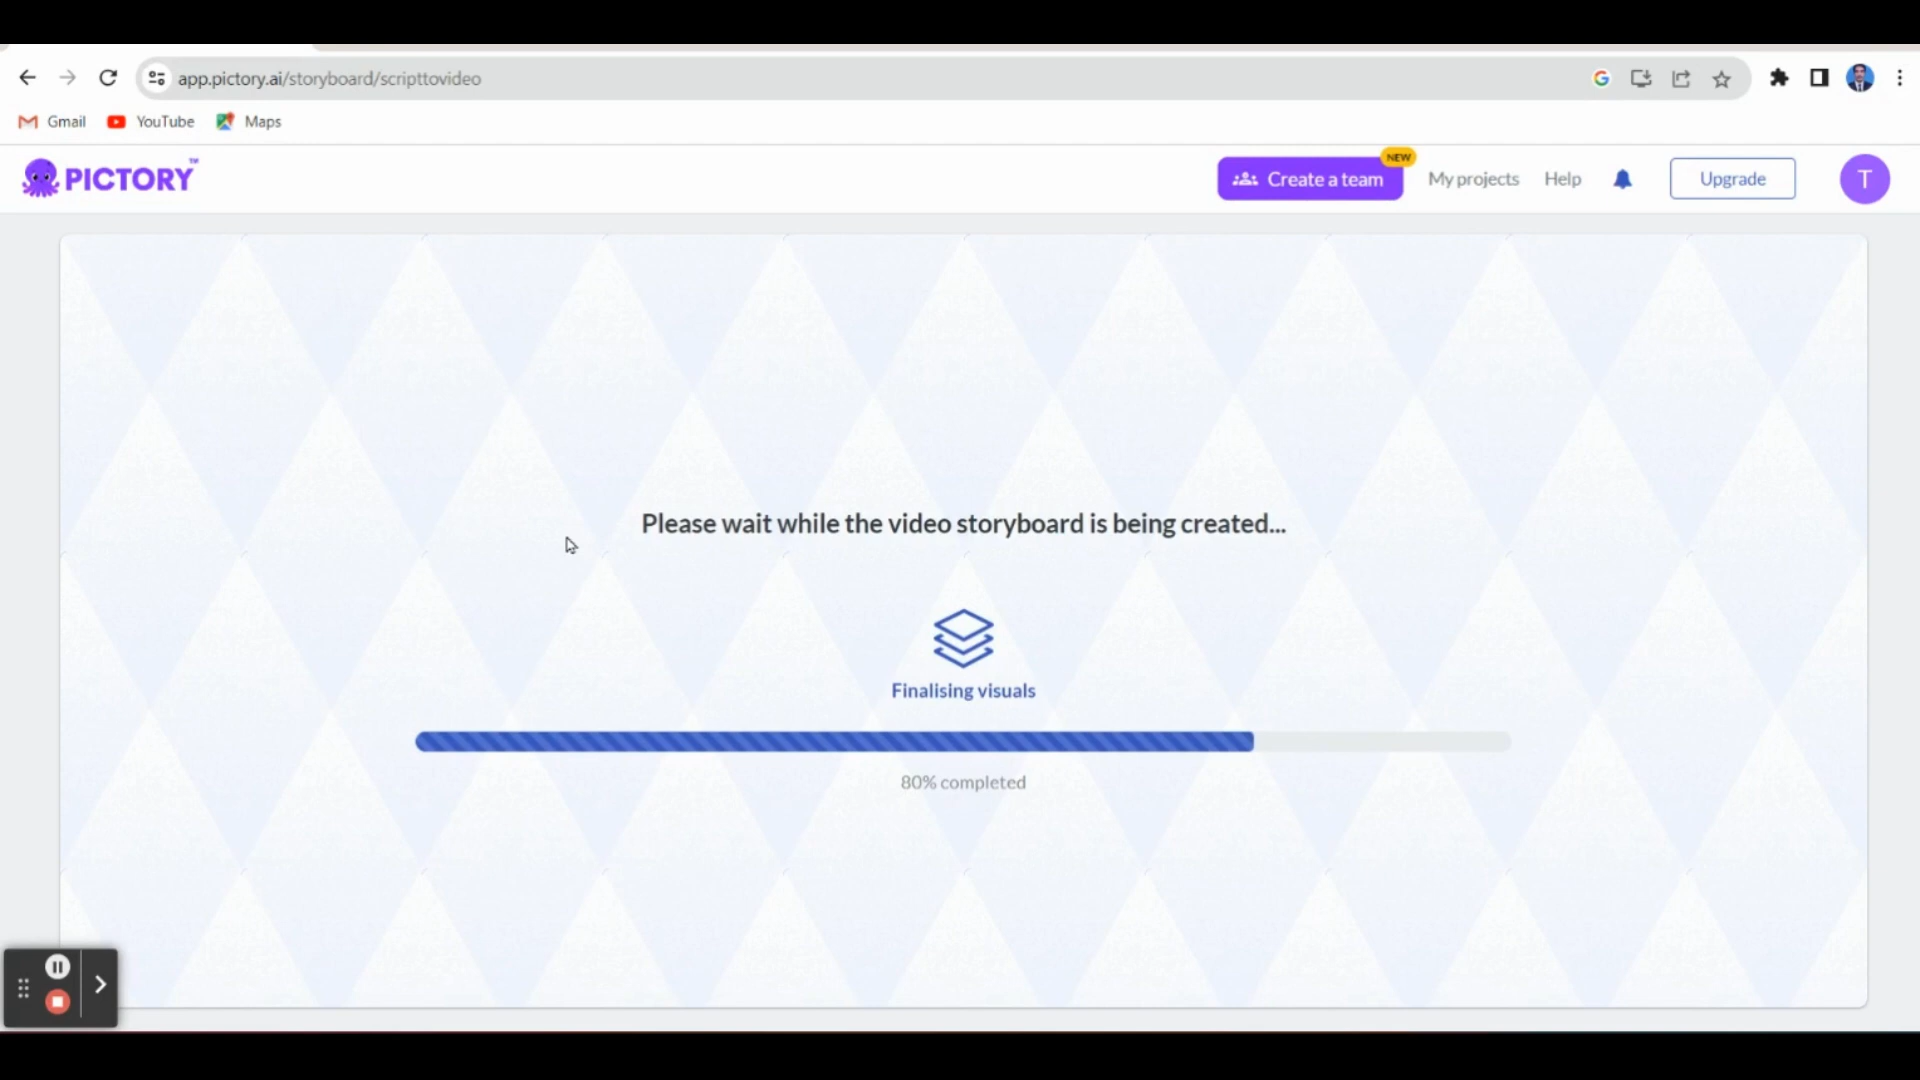 app.pictory.ai/storyboard/scripttovideo
Gmail YouTube Maps
PICTORY™ Create a team NEW My projects Help Upgrade T
Please wait while the video storyboard is being created...
Finalising visuals
80% completed